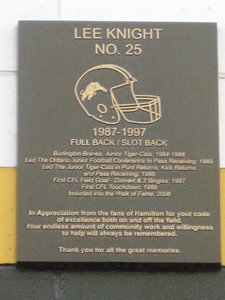 LEE KNIGHT
NO. 25
1987-1997
FULL BACK / SLOT BACK
Burlington Braves; Junior Tiger-Cats; 1984-1986
Led The Ontario Junior Football Conference In Pass Receiving; 1985
Led The Junior Tiger-Cats In Punt Returns, Kick Returns
and Pass Receiving; 1986
First CFL Field Goal - Convert & 2 Singles; 1987
First CFL Touchdown; 1988
Inducted into the Walk of Fame; 2006
In Appreciation from the fans of Hamilton for your code
of excellence both on and off the field.
Your endless amount of community work and willingness
to help will always be remembered.
Thank you for all the great memories.